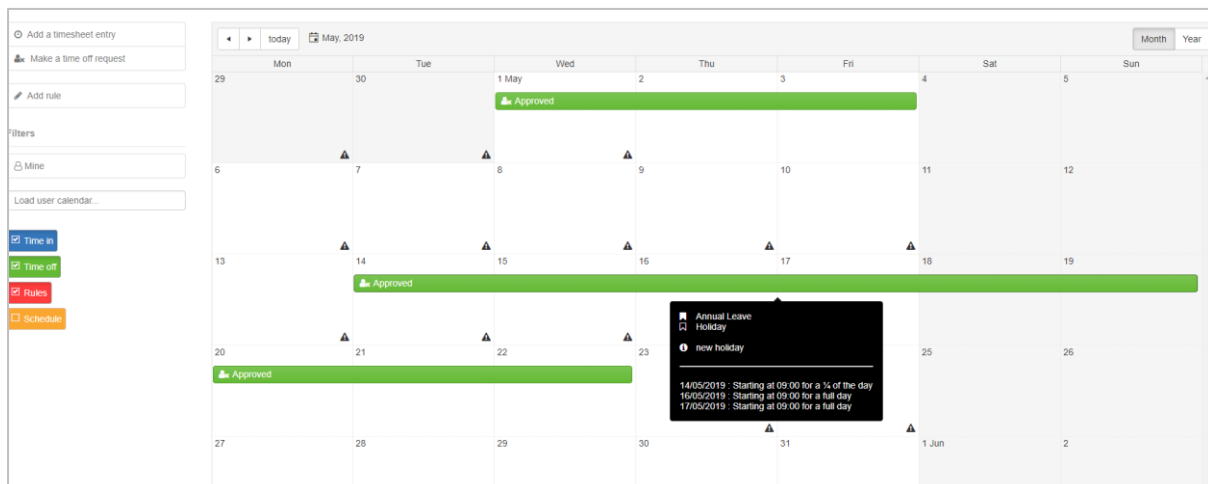 Add a timesheet entry
Make a time off request
Add rule
Filters
Mine
Load user calendar...
Time in
Time off
Rules
Schedule
today May, 2019 Month Year
Mon Tue Wed Thu Fri Sat Sun
29 30 1 May 2 3 4 5
Approved
6 7 8 9 10 11 12
13 14 15 16 17 18 19
Approved
Annual Leave
Holiday
new holiday
14/05/2019 : Starting at 09:00 for a ¼ of the day
16/05/2019 : Starting at 09:00 for a full day
17/05/2019 : Starting at 09:00 for a full day
20 21 22 23 25 26
Approved
27 28 29 30 31 1 Jun 2